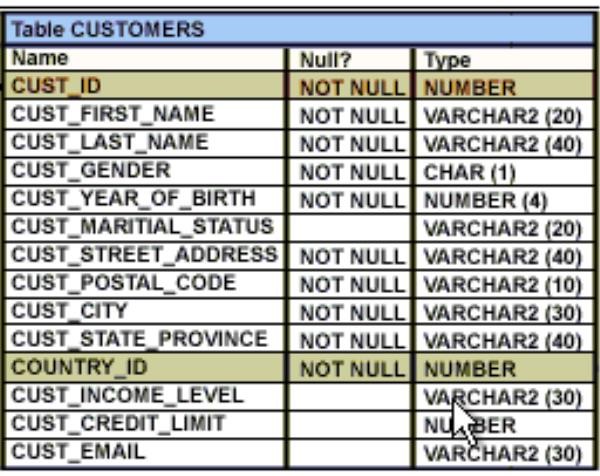 Table CUSTOMERS
Name Null? Type
CUST_ID NOT NULL NUMBER
CUST_FIRST_NAME NOT NULL VARCHAR2 (20)
CUST_LAST_NAME NOT NULL VARCHAR2 (40)
CUST_GENDER NOT NULL CHAR (1)
CUST_YEAR_OF_BIRTH NOT NULL NUMBER (4)
CUST_MARITIAL_STATUS VARCHAR2 (20)
CUST_STREET_ADDRESS NOT NULL VARCHAR2 (40)
CUST_POSTAL_CODE NOT NULL VARCHAR2 (10)
CUST_CITY NOT NULL VARCHAR2 (30)
CUST_STATE_PROVINCE NOT NULL VARCHAR2 (40)
COUNTRY_ID NOT NULL NUMBER
CUST_INCOME_LEVEL VARCHAR2 (30)
CUST_CREDIT_LIMIT NUMBER
CUST_EMAIL VARCHAR2 (30)